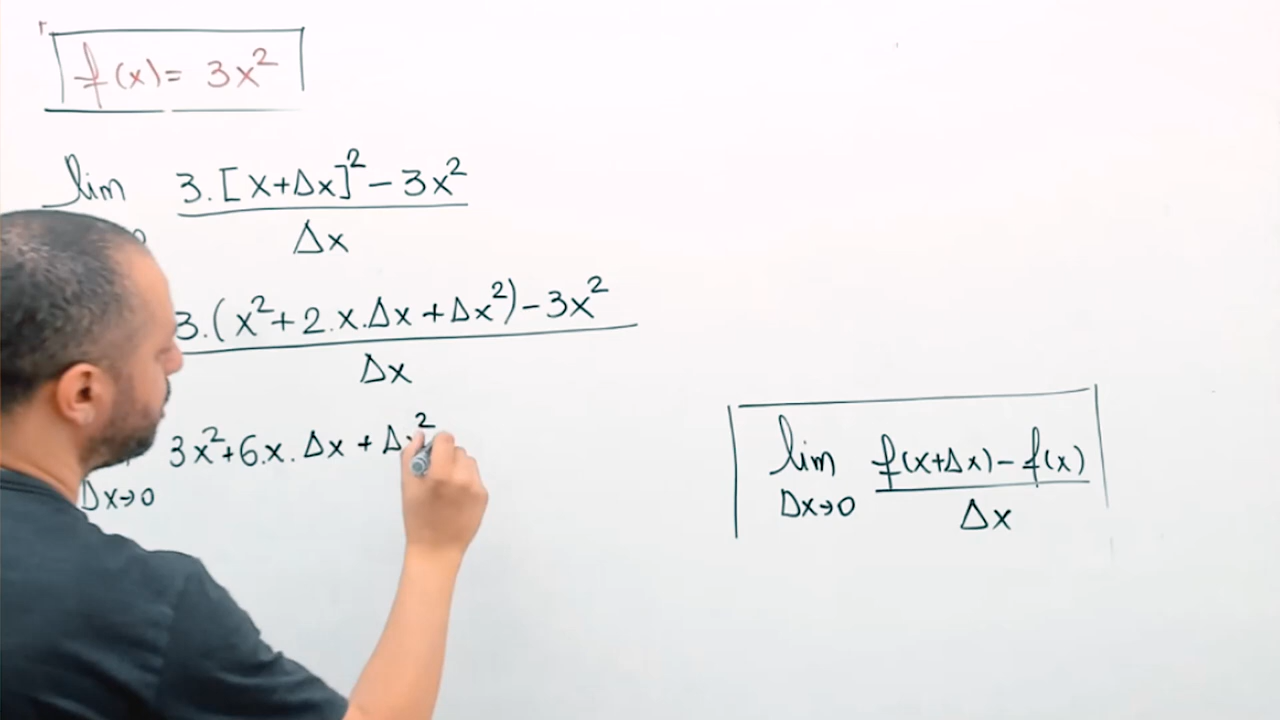 f(x)= 3x²
lim 3.[x+Δx]²-3x²
Δx
3.(x²+2.x.Δx+Δx²)-3x²
Δx
3x²+6.x.Δx+Δx²
Δx→0
lim f(x+Δx)-f(x)
Δx→0 Δx